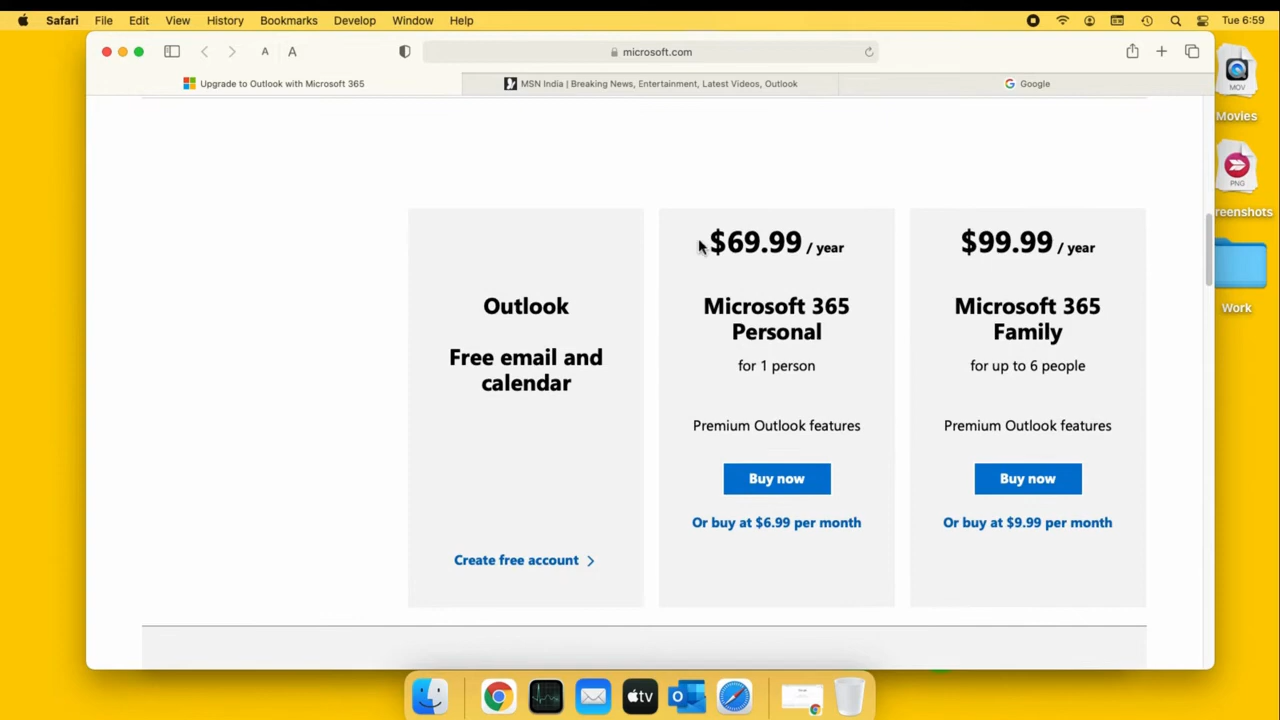 Safari File Edit View History Bookmarks Develop Window Help Tue 6:59
A A microsoft.com
Upgrade to Outlook with Microsoft 365 MSN India | Breaking News, Entertainment, Latest Videos, Outlook Google
MOV
Movies
PNG
reenshots
Work
Outlook
Free email and
calendar
Create free account
$69.99 / year
Microsoft 365
Personal
for 1 person
Premium Outlook features
Buy now
Or buy at $6.99 per month
$99.99 / year
Microsoft 365
Family
for up to 6 people
Premium Outlook features
Buy now
Or buy at $9.99 per month
tv